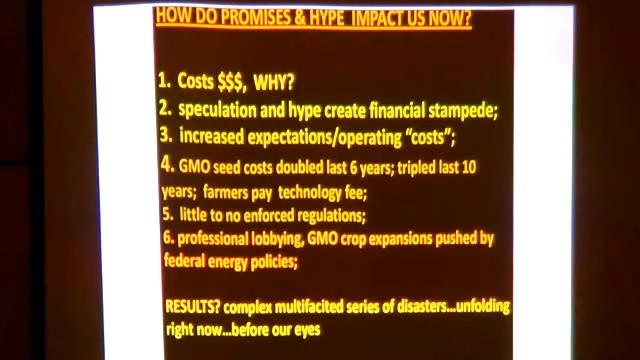 HOW DO PROMISES & HYPE IMPACT US NOW?
1. Costs $$$, WHY?
2. speculation and hype create financial stampede;
3. increased expectations/operating "costs";
4. GMO seed costs doubled last 6 years; tripled last 10
years; farmers pay technology fee;
5. little to no enforced regulations;
6. professional lobbying, GMO crop expansions pushed by
federal energy policies;
RESULTS? complex multifacited series of disasters...unfolding
right now...before our eyes